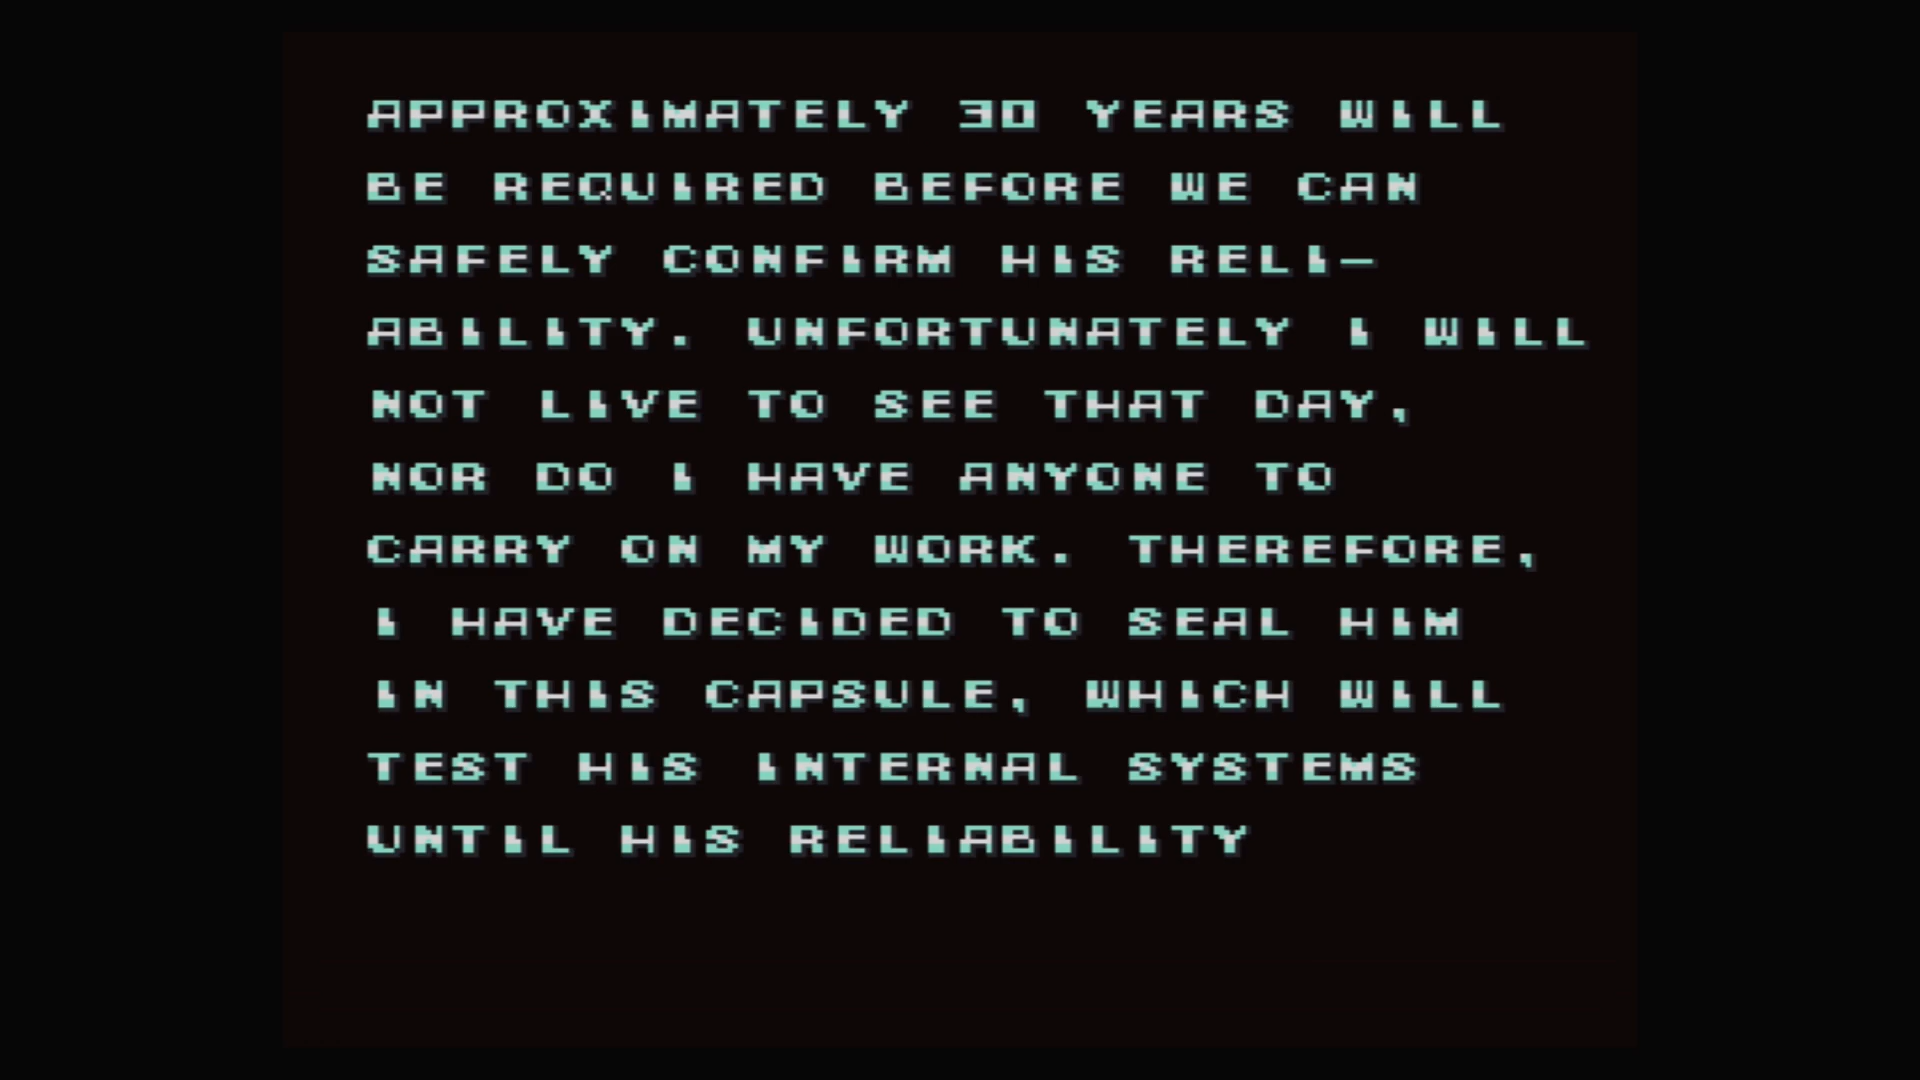 APPROXIMATELY 30 YEARS WILL
BE REQUIRED BEFORE WE CAN
SAFELY CONFIRM HIS RELI-
ABILITY. UNFORTUNATELY I WILL
NOT LIVE TO SEE THAT DAY,
NOR DO I HAVE ANYONE TO
CARRY ON MY WORK. THEREFORE,
I HAVE DECIDED TO SEAL HIM
IN THIS CAPSULE, WHICH WILL
TEST HIS INTERNAL SYSTEMS
UNTIL HIS RELIABILITY